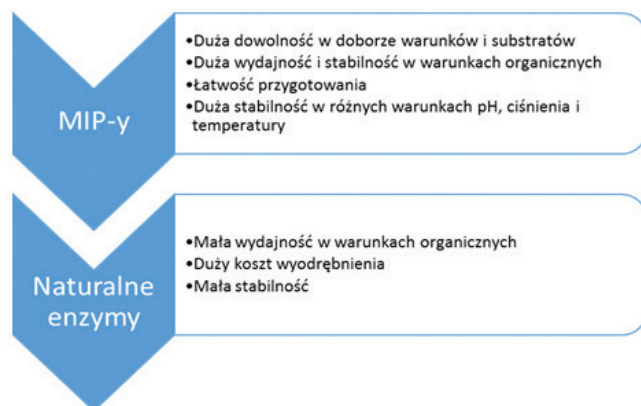 MIP-y
•Duża dowolność w doborze warunków i substratów
•Duża wydajność i stabilność w warunkach organicznych
•Łatwość przygotowania
•Duża stabilność w różnych warunkach pH, ciśnienia i
temperatury
Naturalne
enzymy
•Mała wydajność w warunkach organicznych
•Duży koszt wyodrębnienia
•Mała stabilność